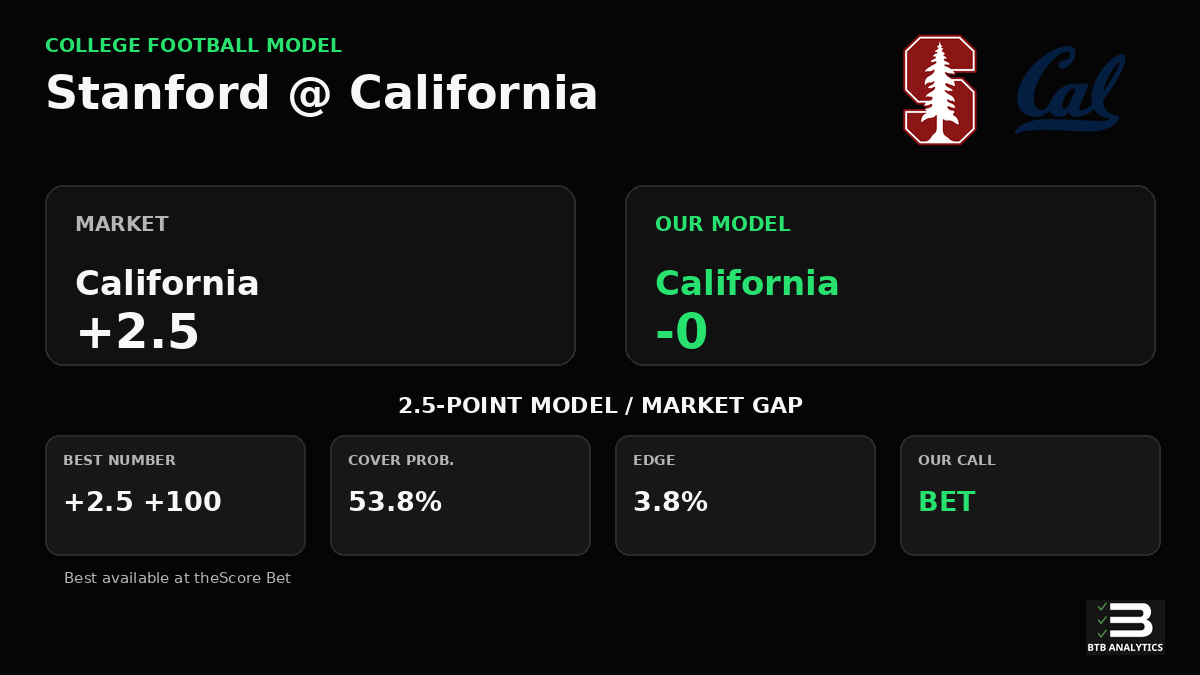 COLLEGE FOOTBALL MODEL
Stanford @ California
S
Cal
MARKET
California
+2.5
OUR MODEL
California
-0
2.5-POINT MODEL / MARKET GAP
BEST NUMBER
+2.5 +100
COVER PROB.
53.8%
EDGE
3.8%
OUR CALL
BET
Best available at theScore Bet
B
BTB ANALYTICS